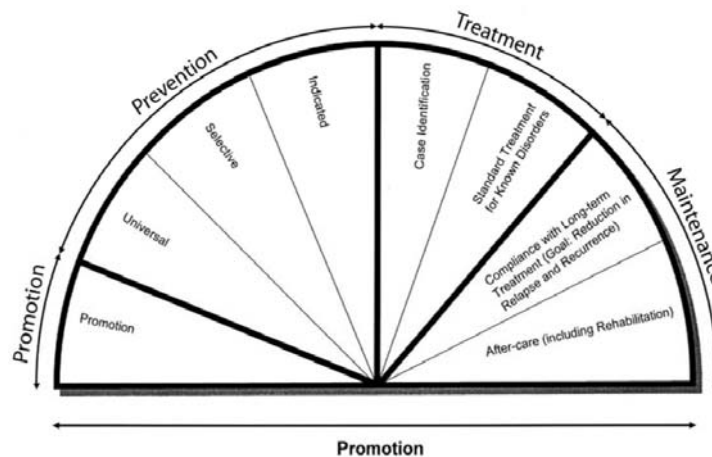 Promotion
Prevention
Treatment
Maintenance
Promotion
Universal
Selective
Indicated
Case Identification
Standard Treatment
for Known Disorders
Compliance with Long-term
Treatment (Goal: Reduction in
Relapse and Recurrence)
After-care (including Rehabilitation)
Promotion